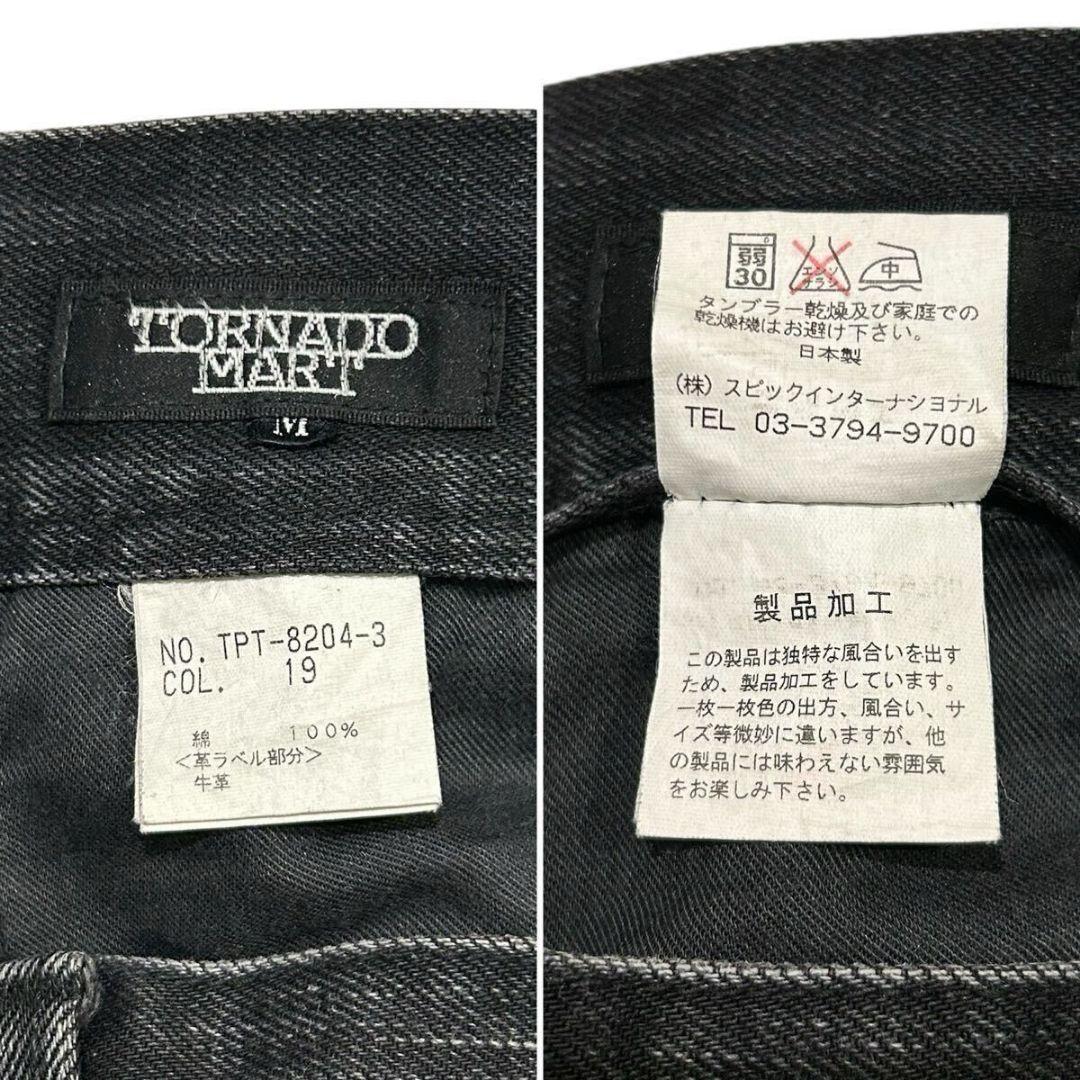 TORNADO
MART
M
NO. TPT-8204-3
COL. 19
綿 100%
<革ラベル部分>
牛革
弱
30
エンソ
チラシ
中
タンブラー乾燥及び家庭での
乾燥機はお避け下さい。
日本製
(株) スピックインターナショナル
TEL 03-3794-9700
製品加工
この製品は独特な風合いを出す
ため、製品加工をしています。
一枚一枚色の出方、風合い、サ
イズ等微妙に違いますが、他
の製品には味わえない雰囲気
をお楽しみ下さい。